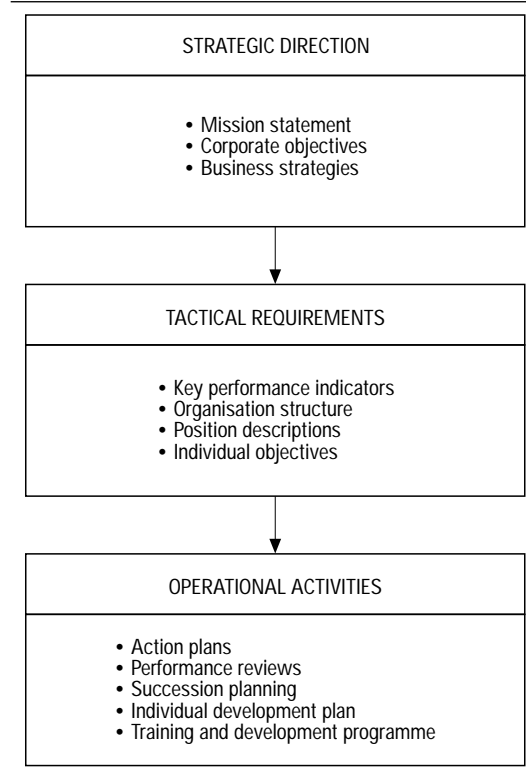 STRATEGIC DIRECTION
• Mission statement
• Corporate objectives
• Business strategies
TACTICAL REQUIREMENTS
• Key performance indicators
• Organisation structure
• Position descriptions
• Individual objectives
OPERATIONAL ACTIVITIES
• Action plans
• Performance reviews
• Succession planning
• Individual development plan
• Training and development programme